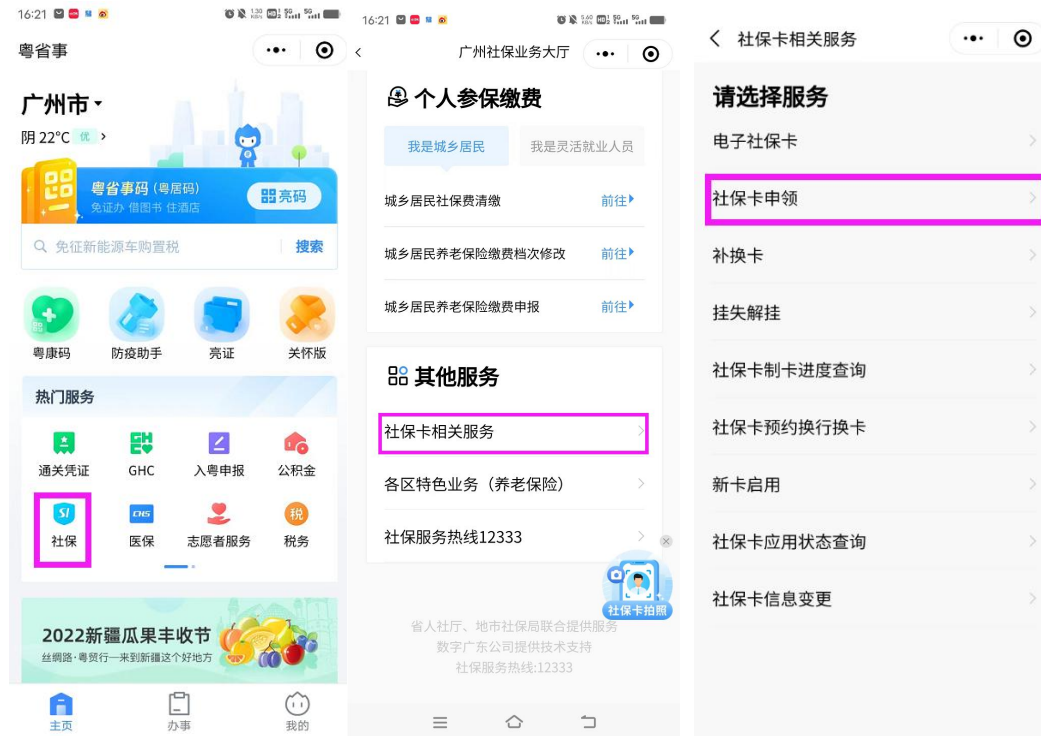 16:21
1.30 KB/s HD 5G 5G
粤省事
广州市
阴 22℃ 优
粤省事码 (粤居码)
免证办 借图书 住酒店
亮码
免征新能源车购置税
搜索
粤康码
防疫助手
亮证
关怀版
热门服务
通关凭证
GHC
入粤申报
公积金
社保
医保
志愿者服务
税务
2022新疆瓜果丰收节
丝绸路·粤贸行—来到新疆这个好地方
主页
办事
我的
16:21
5.60 KB/s HD 5G 5G
广州社保业务大厅
个人参保缴费
我是城乡居民
我是灵活就业人员
城乡居民社保费清缴
前往
城乡居民养老保险缴费档次修改
前往
城乡居民养老保险缴费申报
前往
其他服务
社保卡相关服务
各区特色业务（养老保险）
社保服务热线12333
社保卡拍照
省人社厅、地市社保局联合提供服务
数字广东公司提供技术支持
社保服务热线:12333
社保卡相关服务
请选择服务
电子社保卡
社保卡申领
补换卡
挂失解挂
社保卡制卡进度查询
社保卡预约换行换卡
新卡启用
社保卡应用状态查询
社保卡信息变更